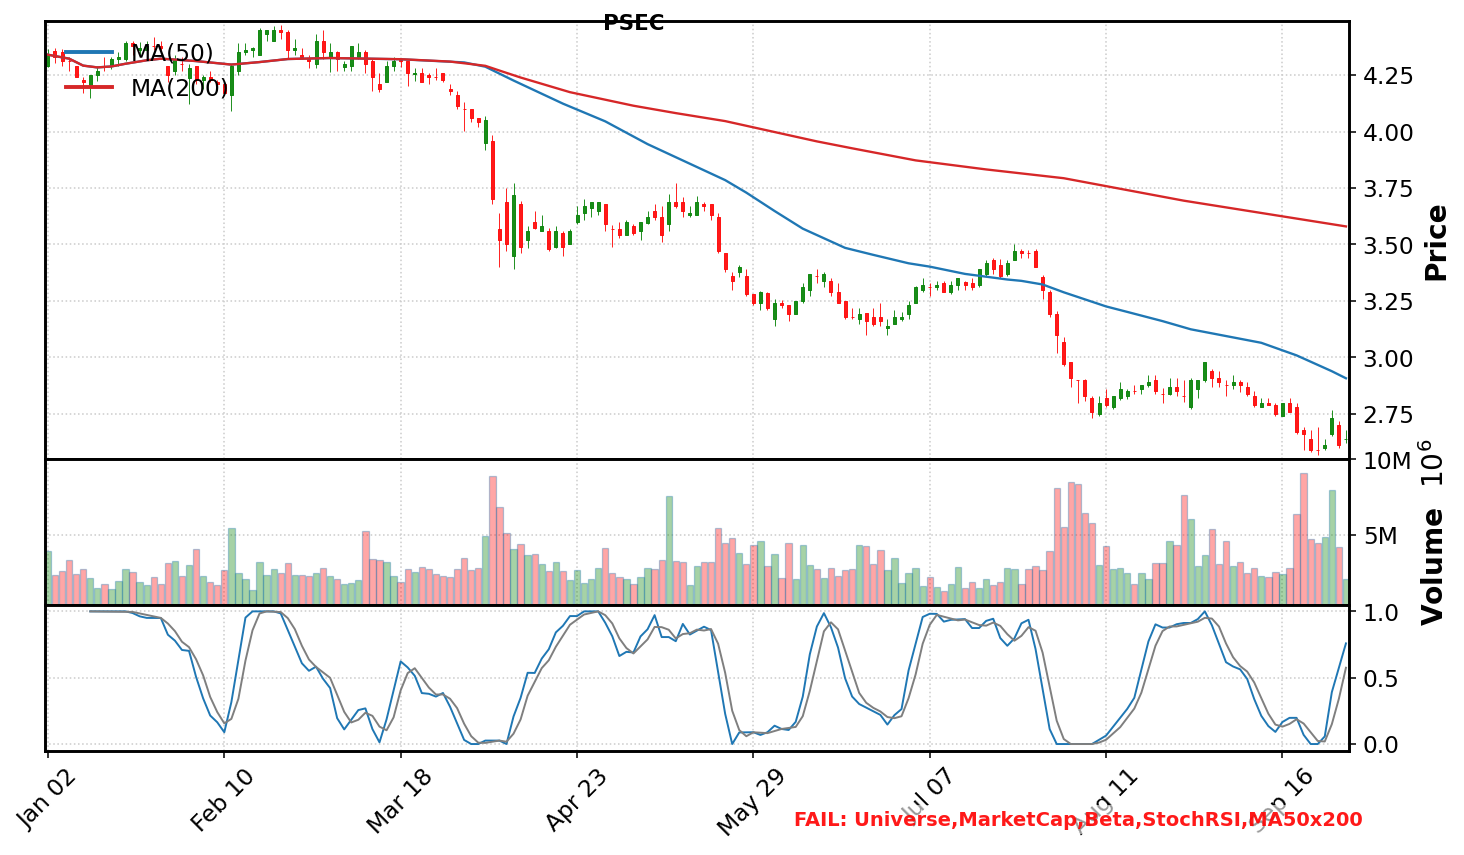 PSEC
MA(50)
MA(200)
4.25
4.00
3.75
3.50
3.25
3.00
2.75
Price
10M
5M
Volume 10^6
1.0
0.5
0.0
Jan 02
Feb 10
Mar 18
Apr 23
May 29
Jul 07
Aug 11
Sep 16
FAIL: Universe,MarketCap,Beta,StochRSI,MA50x200